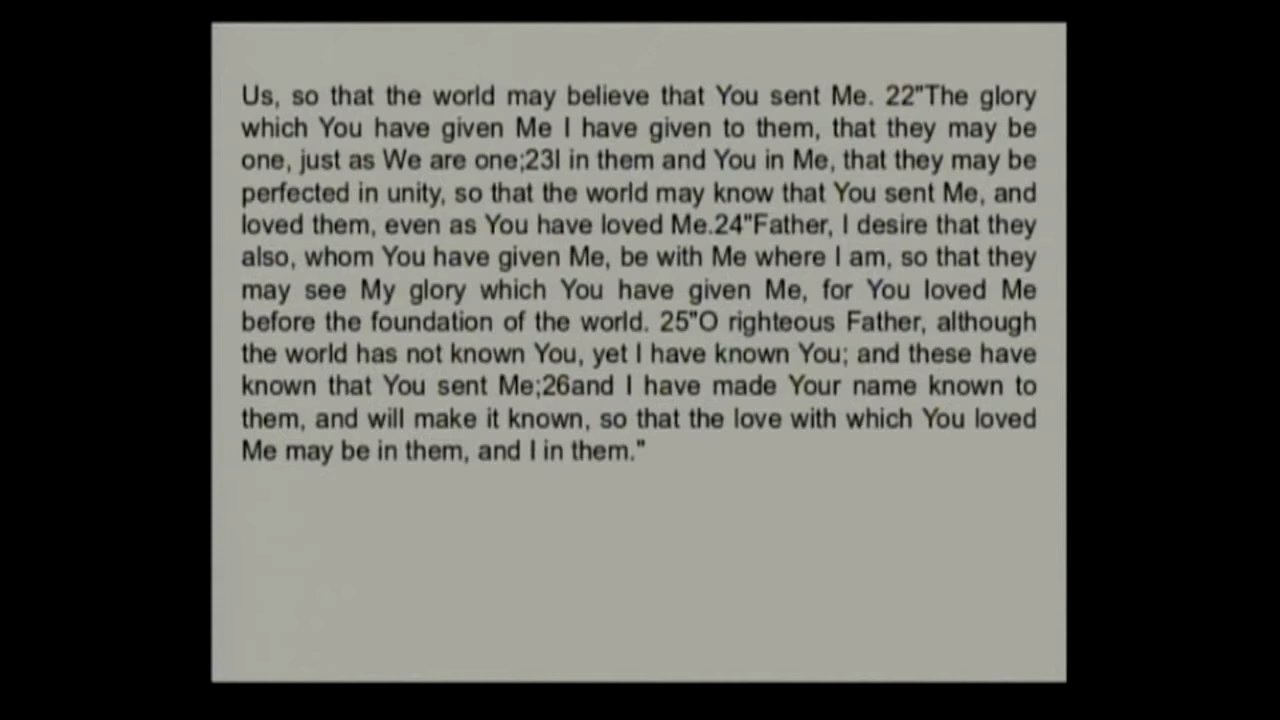 Us, so that the world may believe that You sent Me. 22"The glory
which You have given Me I have given to them, that they may be
one, just as We are one;23I in them and You in Me, that they may be
perfected in unity, so that the world may know that You sent Me, and
loved them, even as You have loved Me.24"Father, I desire that they
also, whom You have given Me, be with Me where I am, so that they
may see My glory which You have given Me, for You loved Me
before the foundation of the world. 25"O righteous Father, although
the world has not known You, yet I have known You; and these have
known that You sent Me;26and I have made Your name known to
them, and will make it known, so that the love with which You loved
Me may be in them, and I in them."